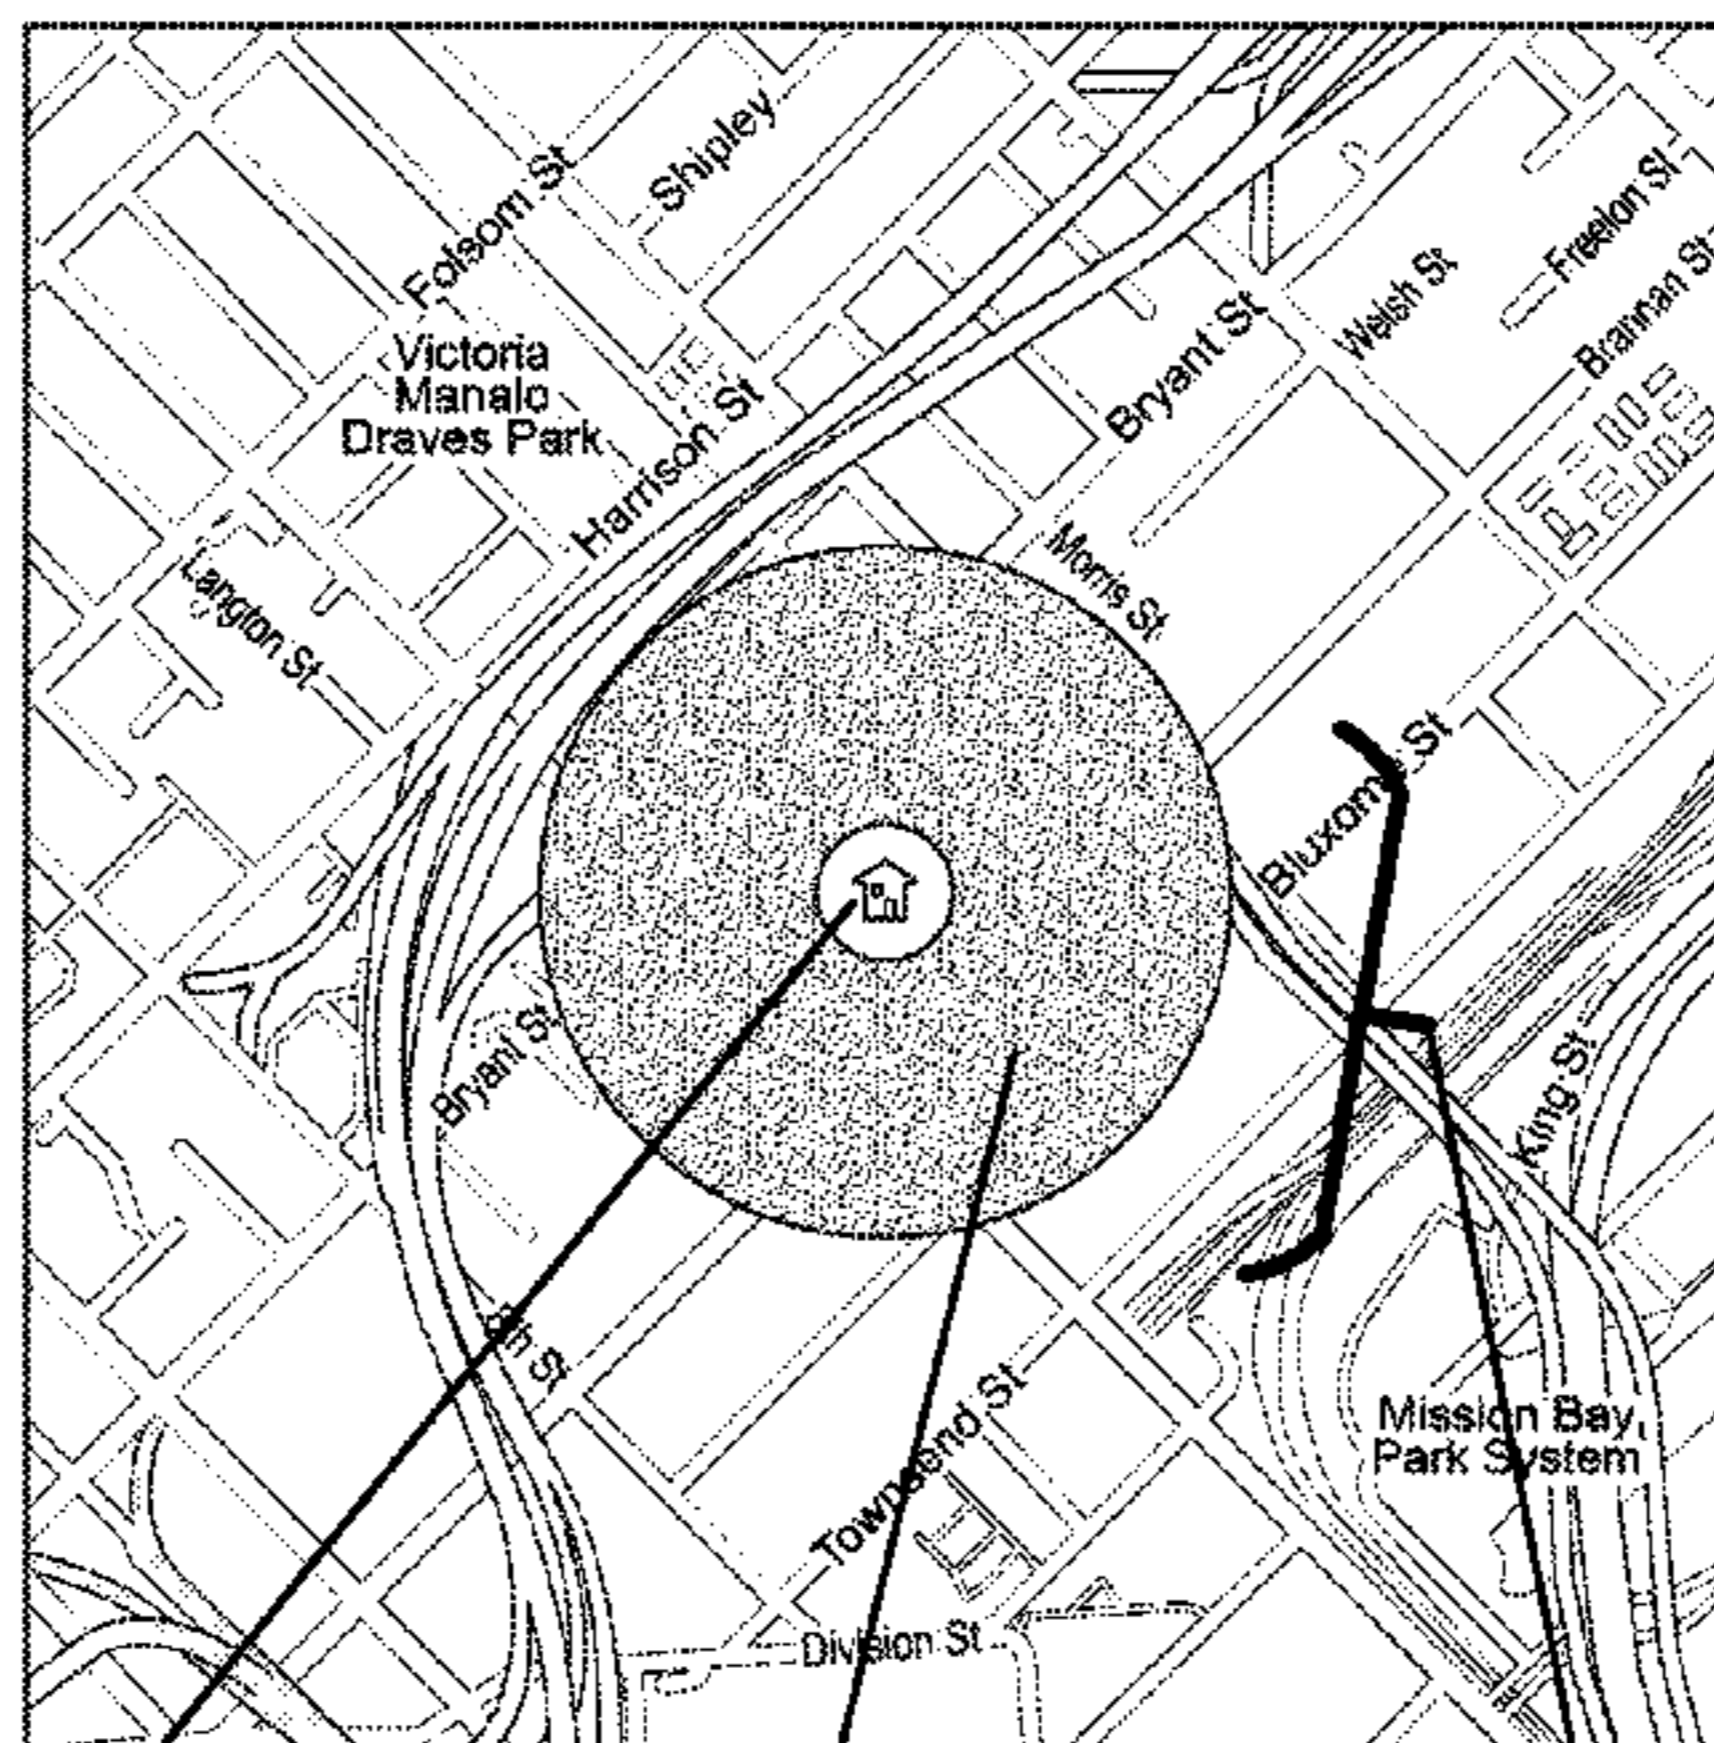 Shipley
Folsom St
Freelon St
Welsh St
Brannan St
Victoria
Manalo
Draves Park
Bryant St
Harrison St
Morris St
Langton St
Bluxome St
Bryant St
King St
8th St
Townsend St
Mission Bay
Park System
Division St